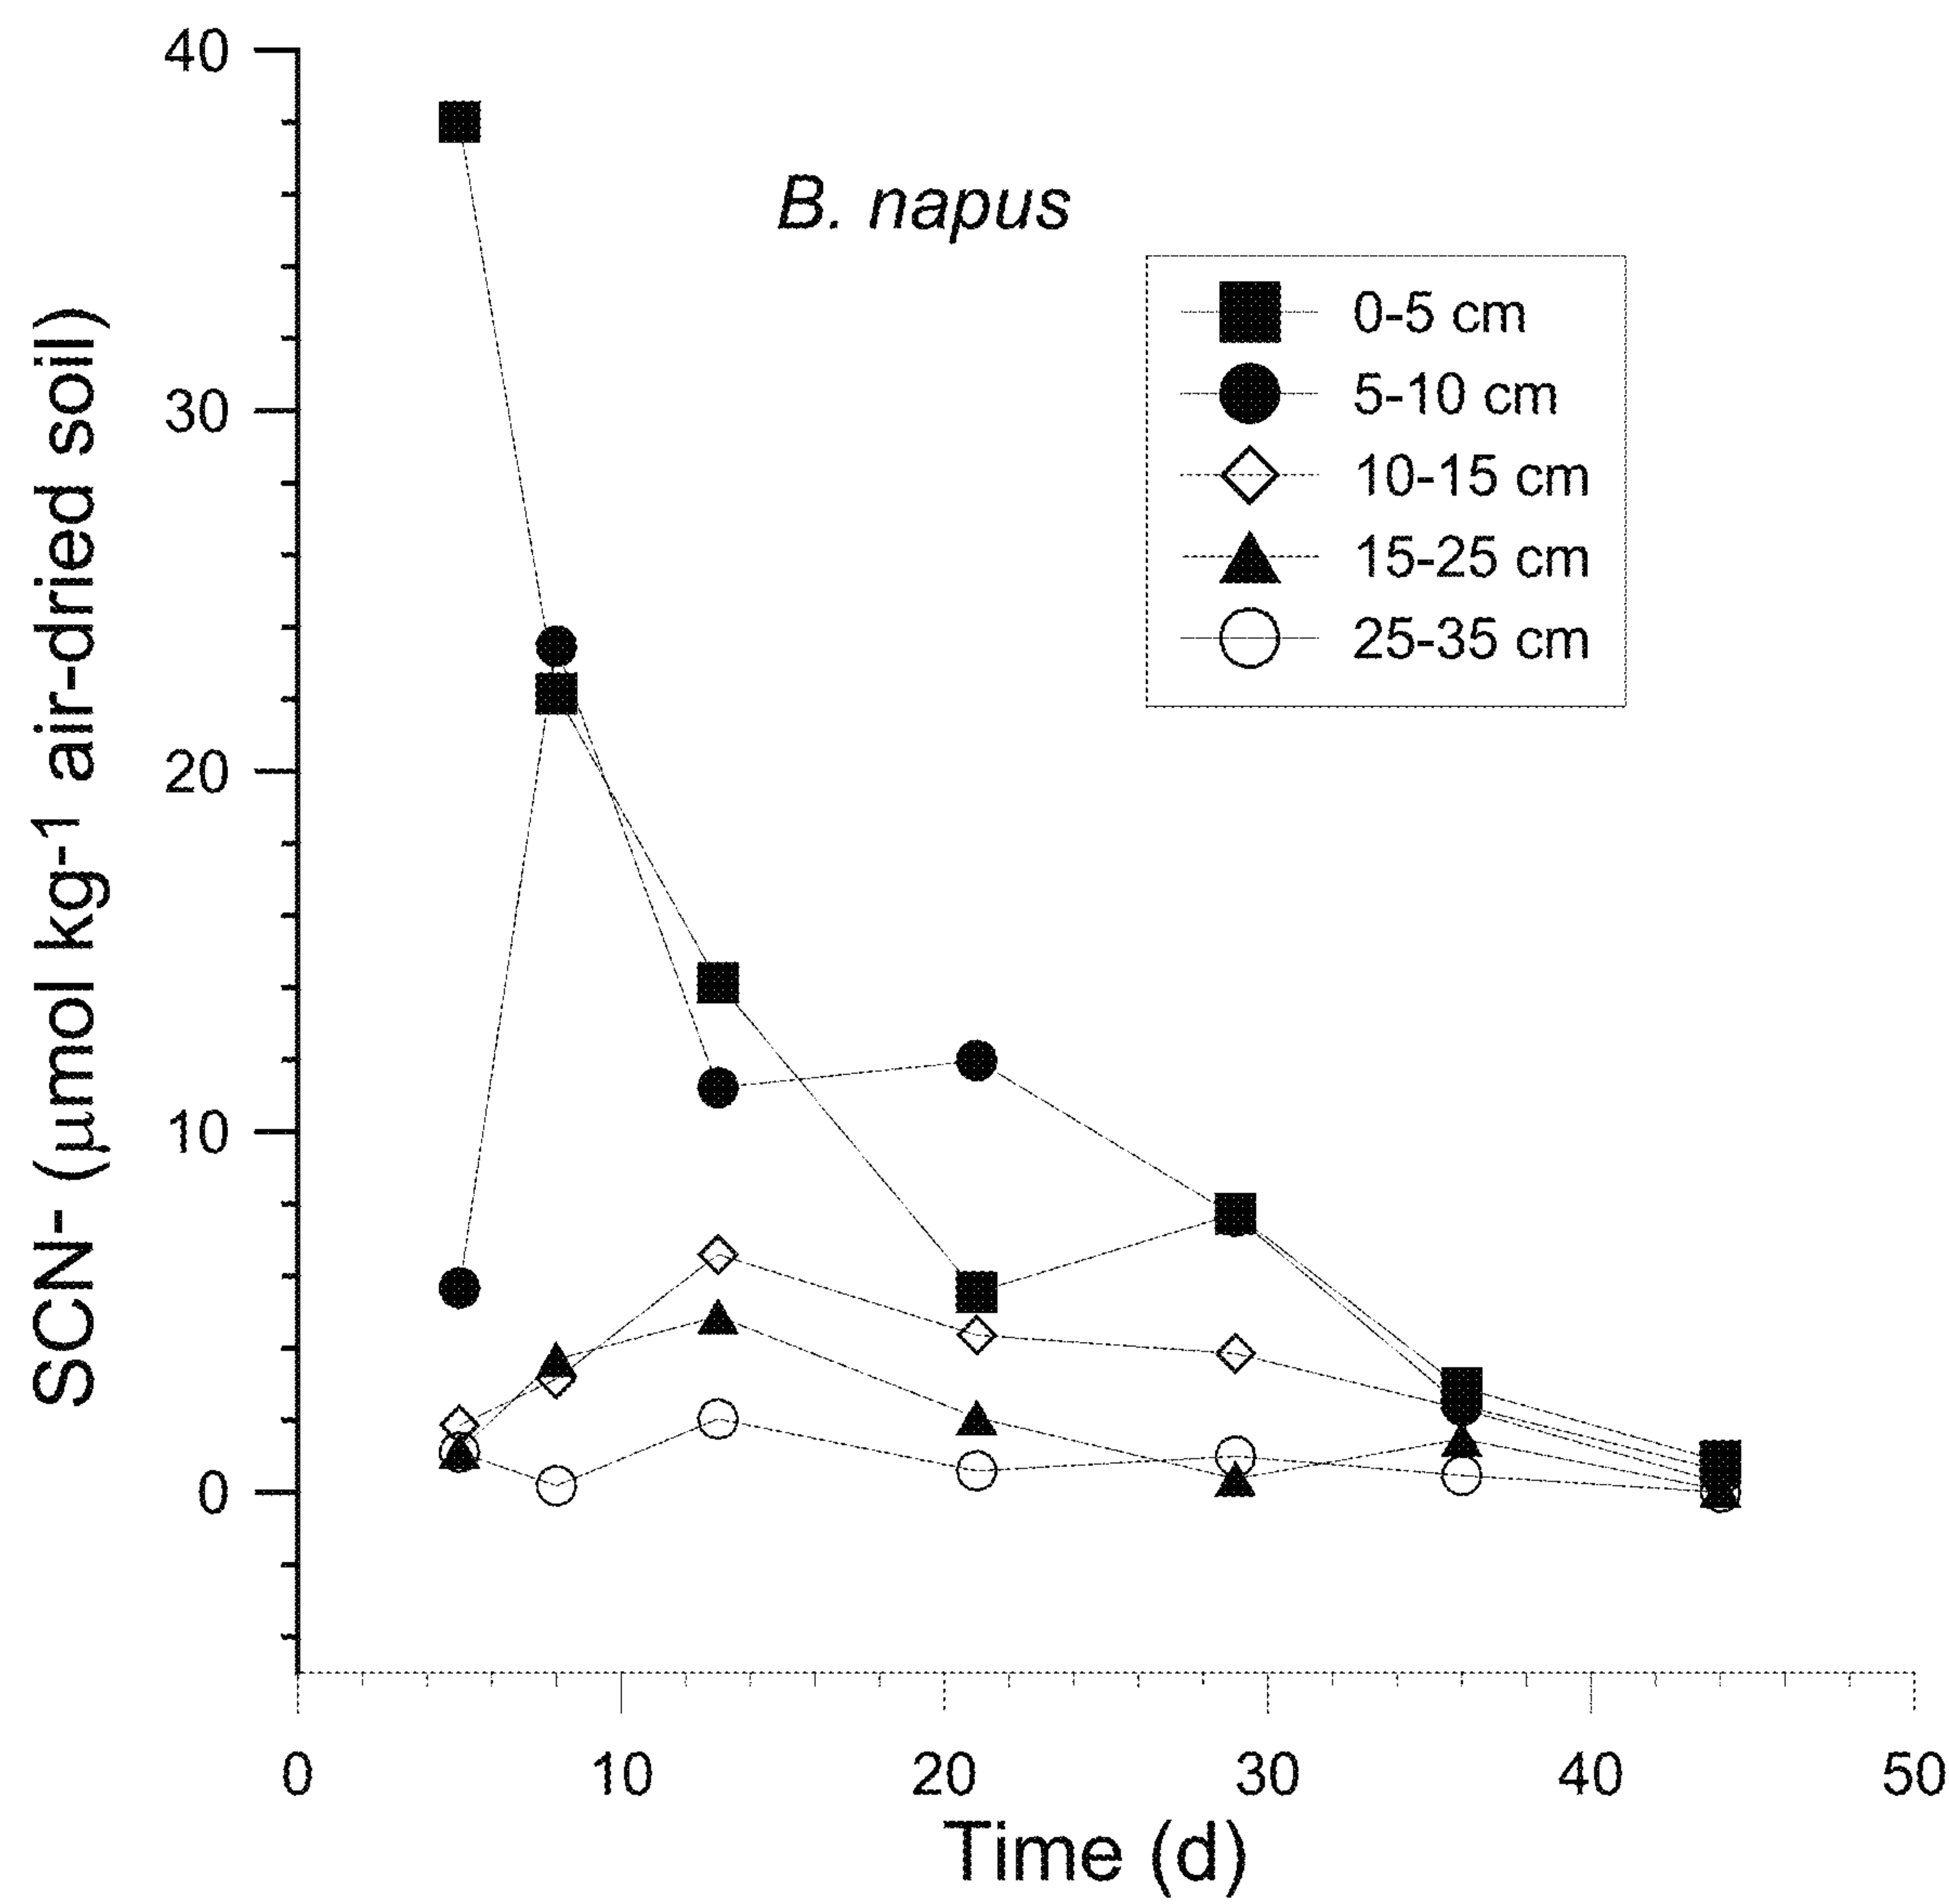 40
30
20
10
0
SCN- (μmol kg-1 air-dried soil)
B. napus
0-5 cm
5-10 cm
10-15 cm
15-25 cm
25-35 cm
0 10 20 30 40 50
Time (d)